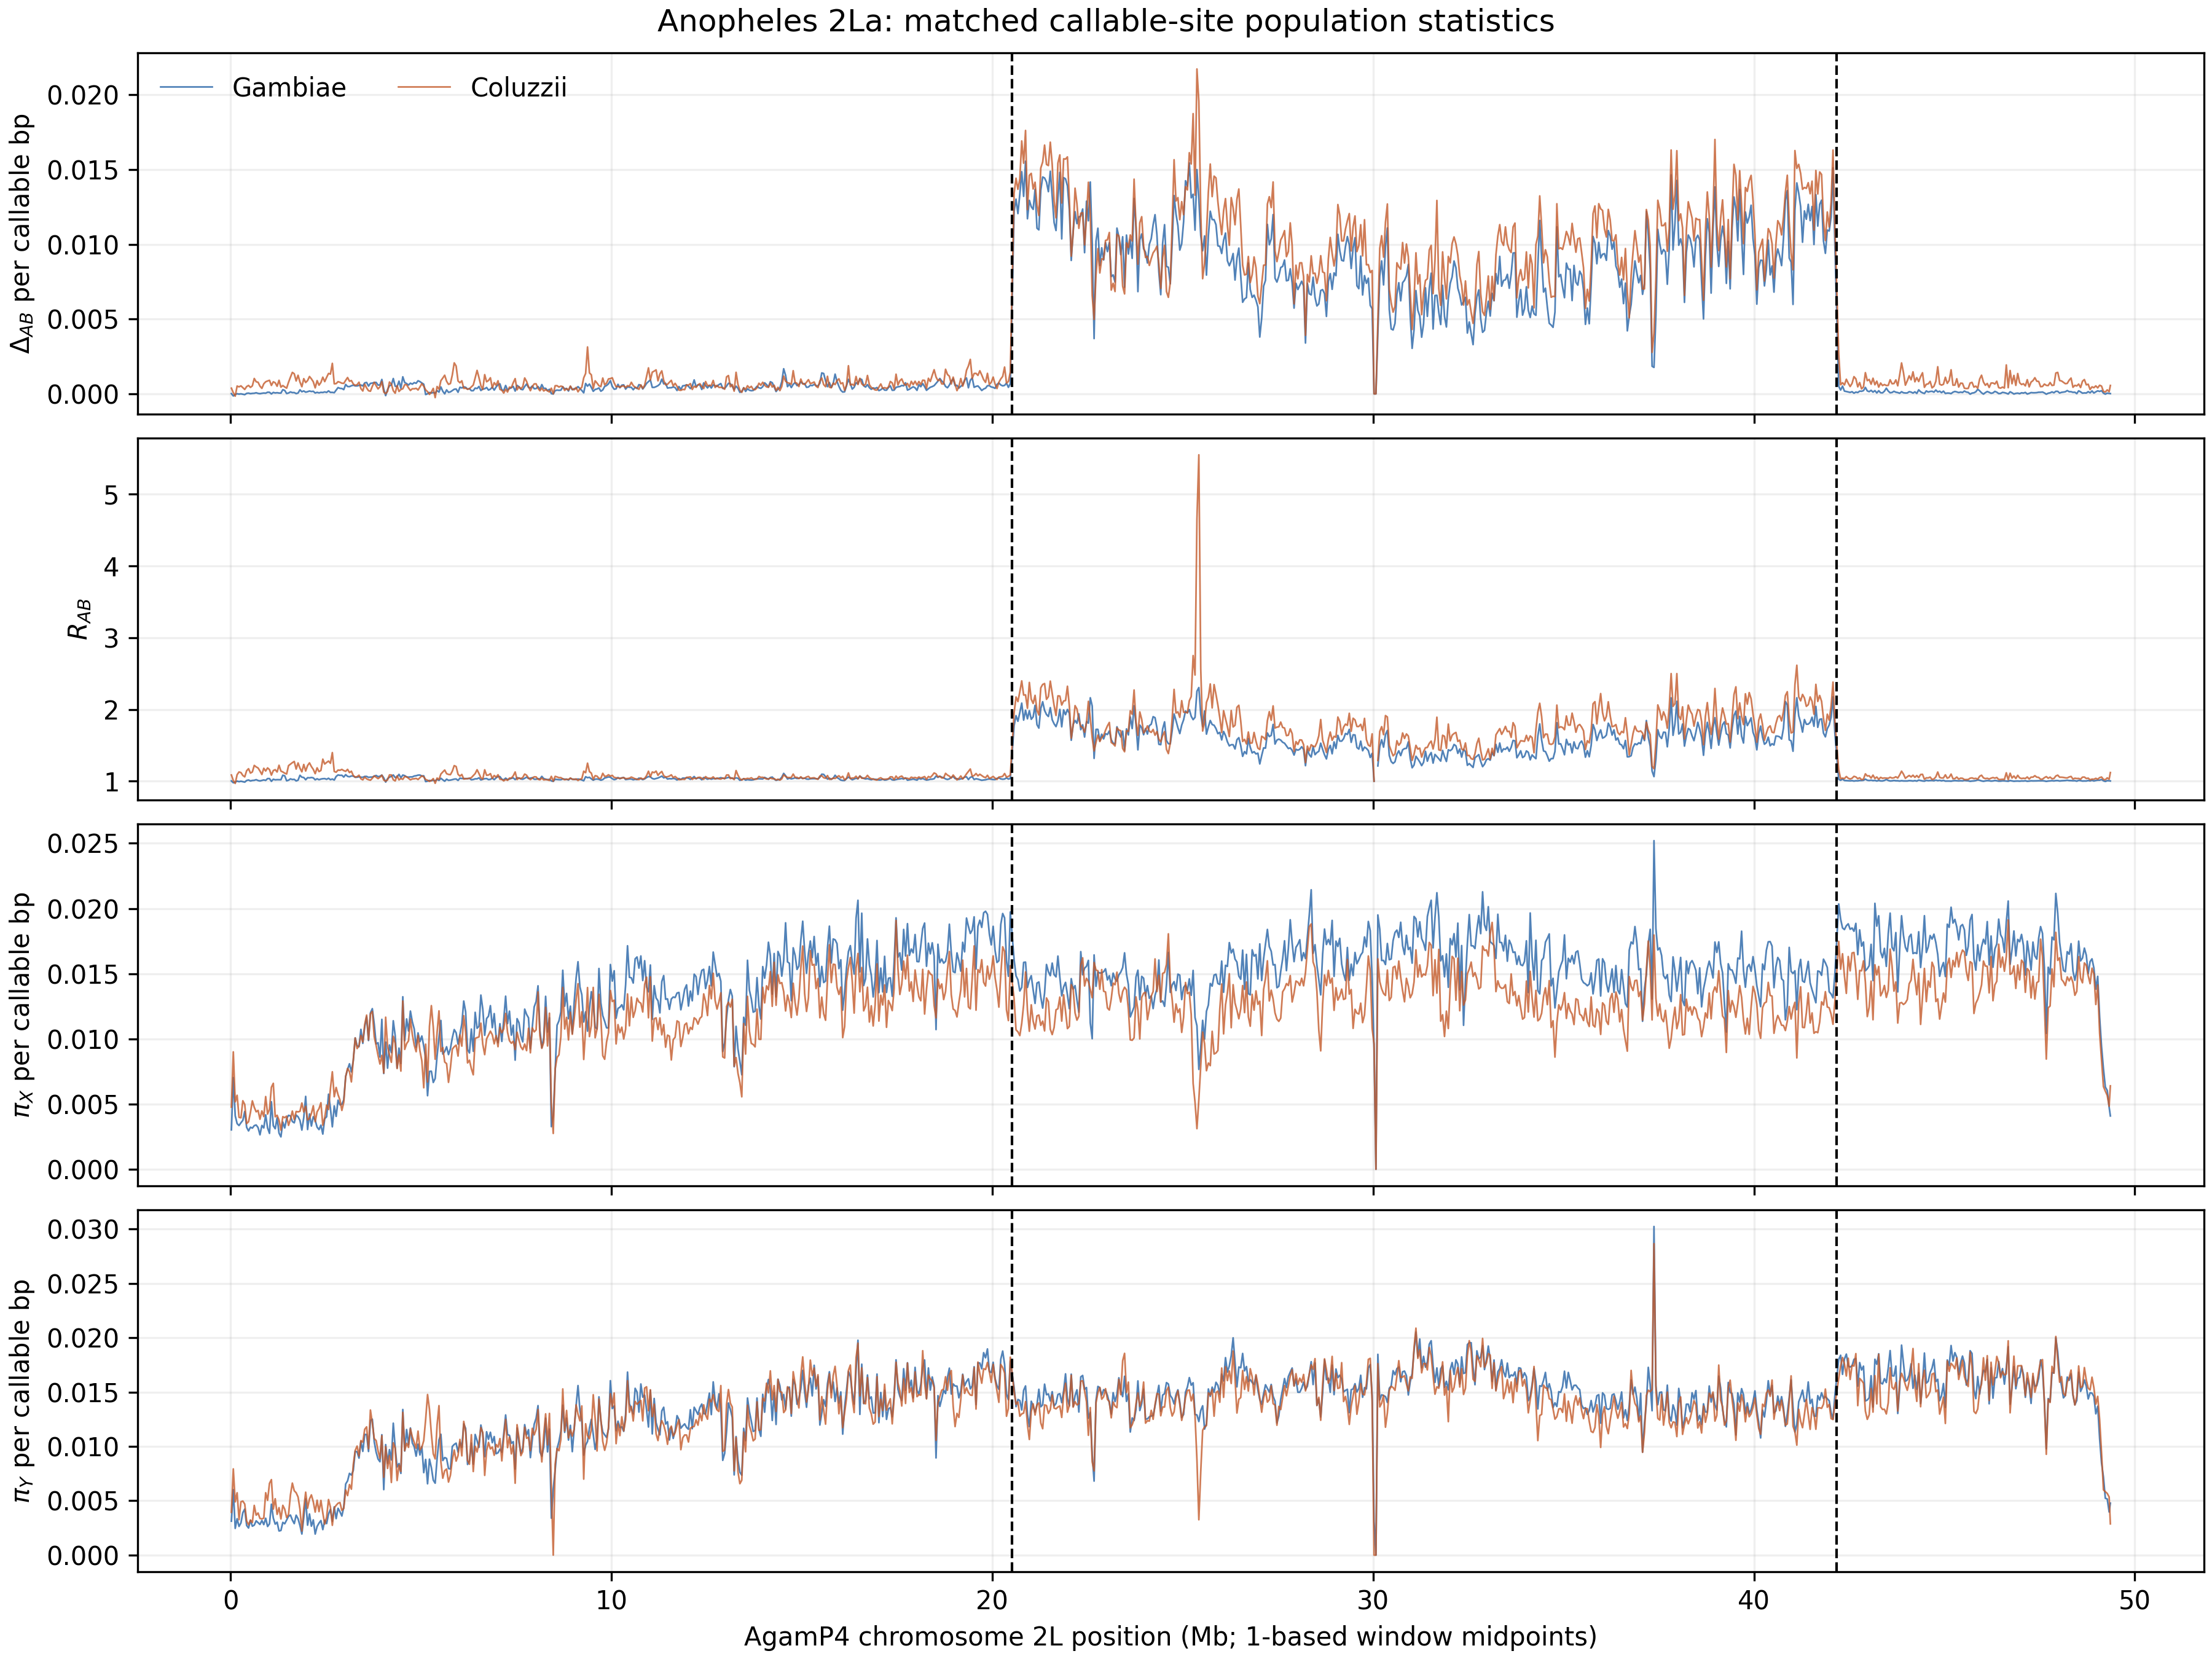 Anopheles 2La: matched callable-site population statistics
Gambiae
Coluzzii
Δ_AB per callable bp
0.020
0.015
0.010
0.005
0.000
R_AB
5
4
3
2
1
π_X per callable bp
0.025
0.020
0.015
0.010
0.005
0.000
π_Y per callable bp
0.030
0.025
0.020
0.015
0.010
0.005
0.000
0 10 20 30 40 50
AgamP4 chromosome 2L position (Mb; 1-based window midpoints)